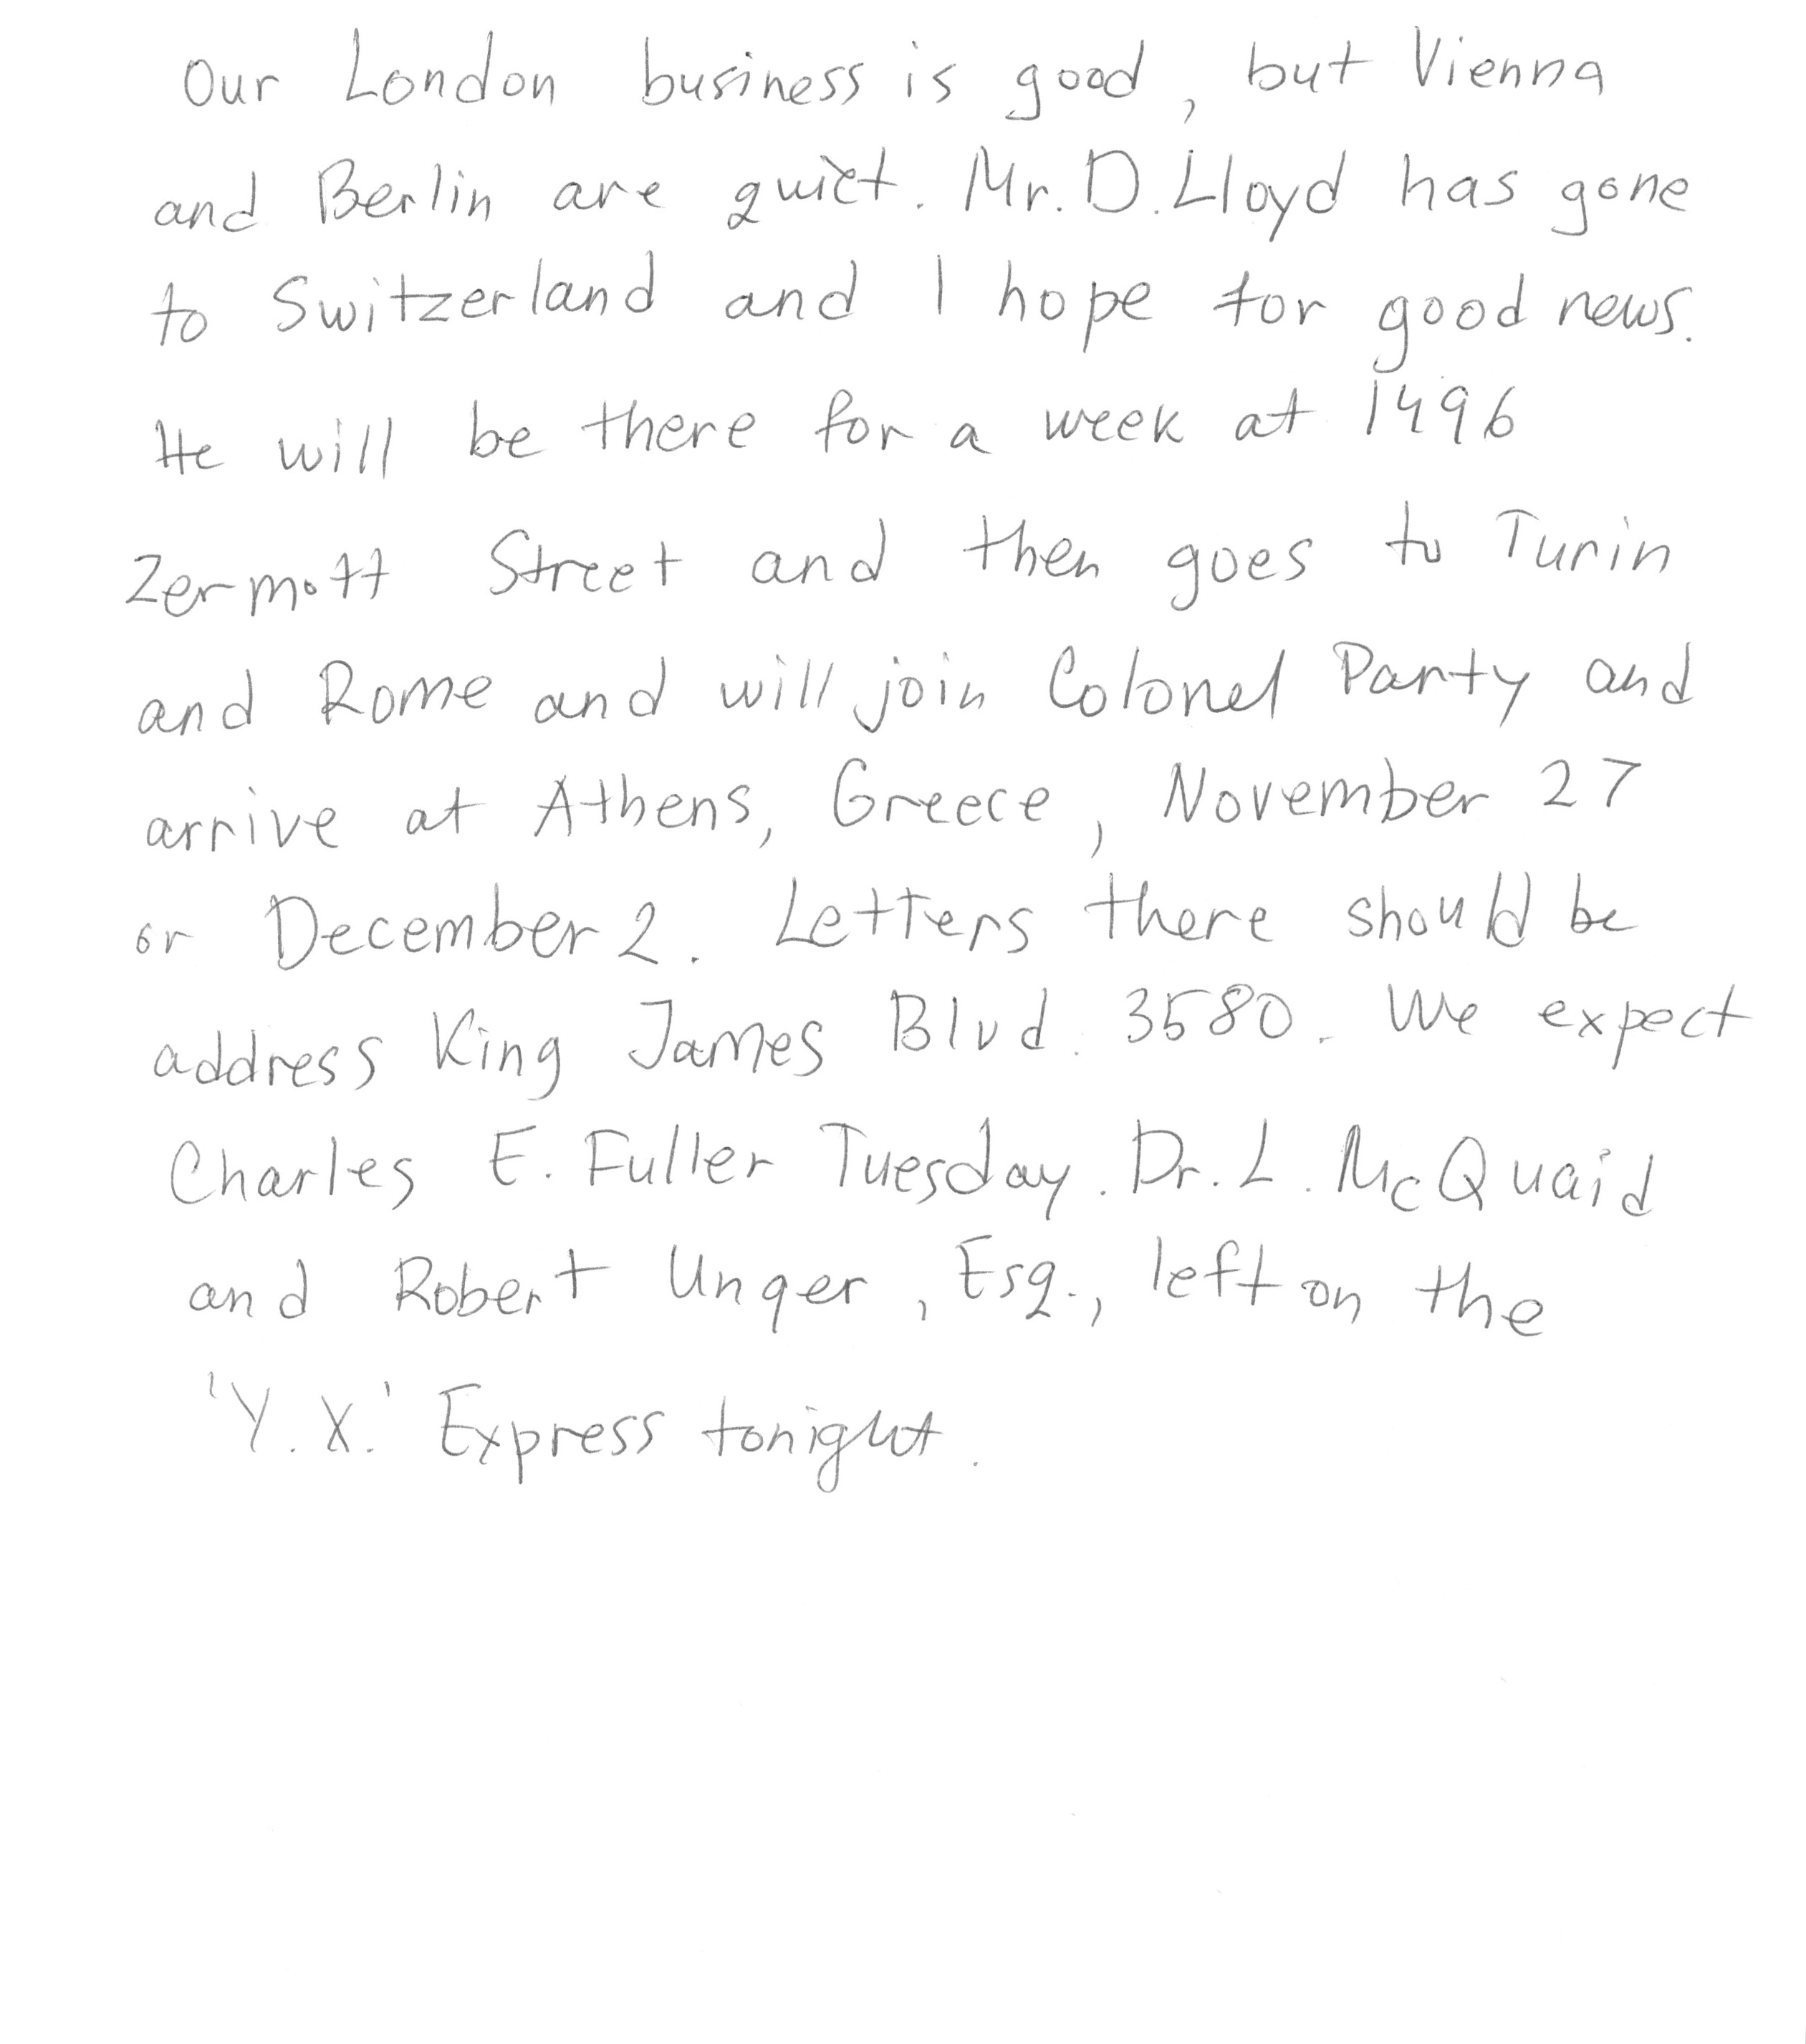 Our London business is good, but Vienna
and Berlin are quiet. Mr. D. Lloyd has gone
to Switzerland and I hope for good news.
He will be there for a week at 1496
Zermott Street and then goes to Turin
and Rome and will join Colonel Party and
arrive at Athens, Greece, November 27
or December 2. Letters there should be
address King James Blvd. 3580. We expect
Charles E. Fuller Tuesday. Dr. L. McQuaid
and Robert Unger, Esq., left on the
'Y.X.' Express tonight.